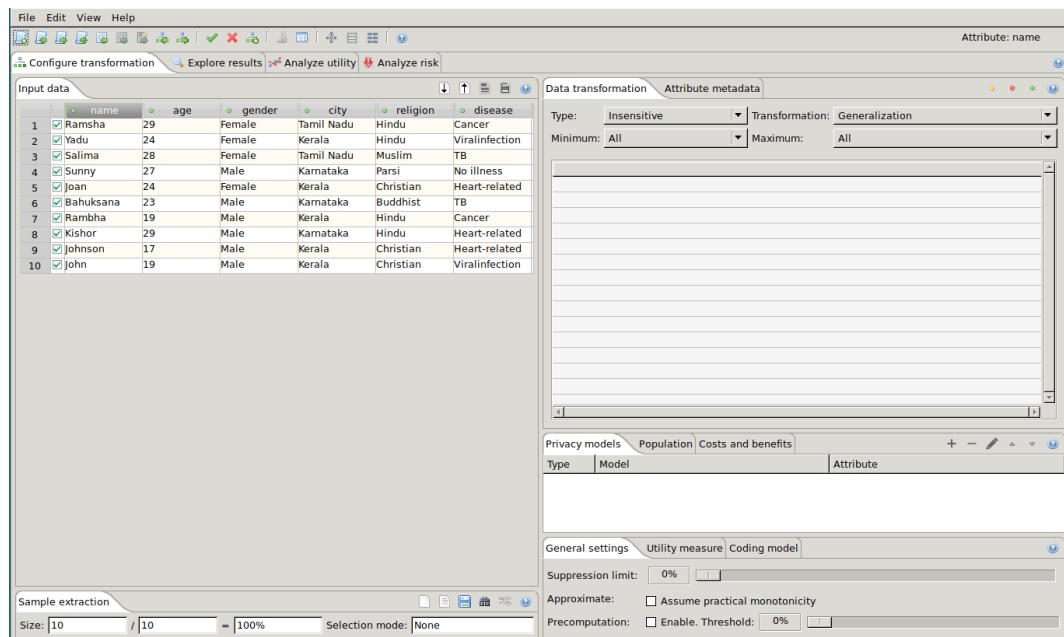 File Edit View Help
Attribute: name
Configure transformation Explore results Analyze utility Analyze risk
Input data
name age gender city religion disease
1 Ramsha 29 Female Tamil Nadu Hindu Cancer
2 Yadu 24 Female Kerala Hindu Viralinfection
3 Salima 28 Female Tamil Nadu Muslim TB
4 Sunny 27 Male Karnataka Parsi No illness
5 Joan 24 Female Kerala Christian Heart-related
6 Bahuksana 23 Male Karnataka Buddhist TB
7 Rambha 19 Male Kerala Hindu Cancer
8 Kishor 29 Male Karnataka Hindu Heart-related
9 Johnson 17 Male Kerala Christian Heart-related
10 John 19 Male Kerala Christian Viralinfection
Sample extraction
Size: 10 / 10 = 100% Selection mode: None
Data transformation Attribute metadata
Type: Insensitive Transformation: Generalization
Minimum: All Maximum: All
Privacy models Population Costs and benefits
Type Model Attribute
General settings Utility measure Coding model
Suppression limit: 0%
Approximate: Assume practical monotonicity
Precomputation: Enable. Threshold: 0%